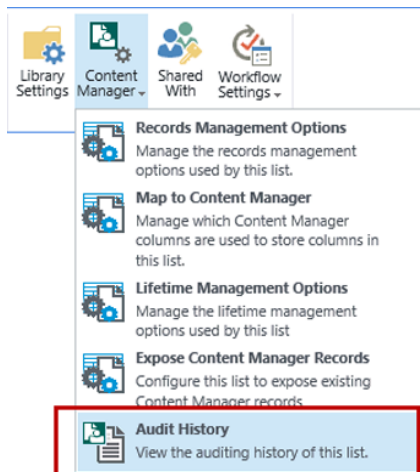 Library Settings
Content Manager
Shared With
Workflow Settings
Records Management Options
Manage the records management
options used by this list.
Map to Content Manager
Manage which Content Manager
columns are used to store columns in
this list.
Lifetime Management Options
Manage the lifetime management
options used by this list
Expose Content Manager Records
Configure this list to expose existing
Content Manager records
Audit History
View the auditing history of this list.